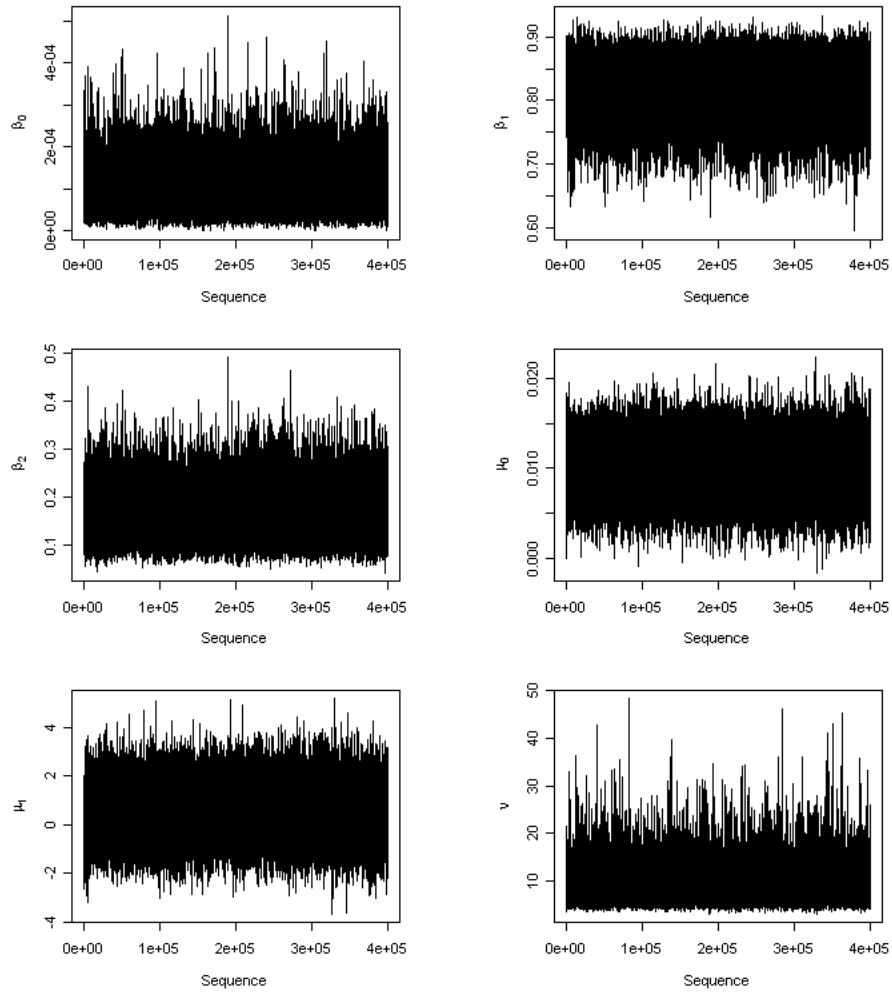 β0
0e+00
2e-04
4e-04
0e+00 1e+05 2e+05 3e+05 4e+05
Sequence
β1
0.60
0.70
0.80
0.90
0e+00 1e+05 2e+05 3e+05 4e+05
Sequence
β2
0.1
0.2
0.3
0.4
0.5
0e+00 1e+05 2e+05 3e+05 4e+05
Sequence
μ0
0.000
0.010
0.020
0e+00 1e+05 2e+05 3e+05 4e+05
Sequence
μ1
-4
-2
0
2
4
0e+00 1e+05 2e+05 3e+05 4e+05
Sequence
ν
10
20
30
40
50
0e+00 1e+05 2e+05 3e+05 4e+05
Sequence